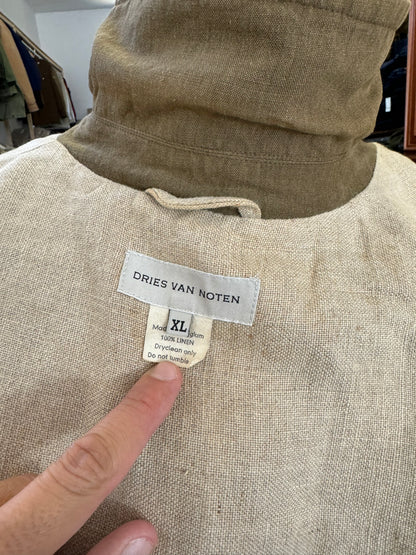 DRIES VAN NOTEN
XL
100% LINEN
Dryclean only
Do not tumble